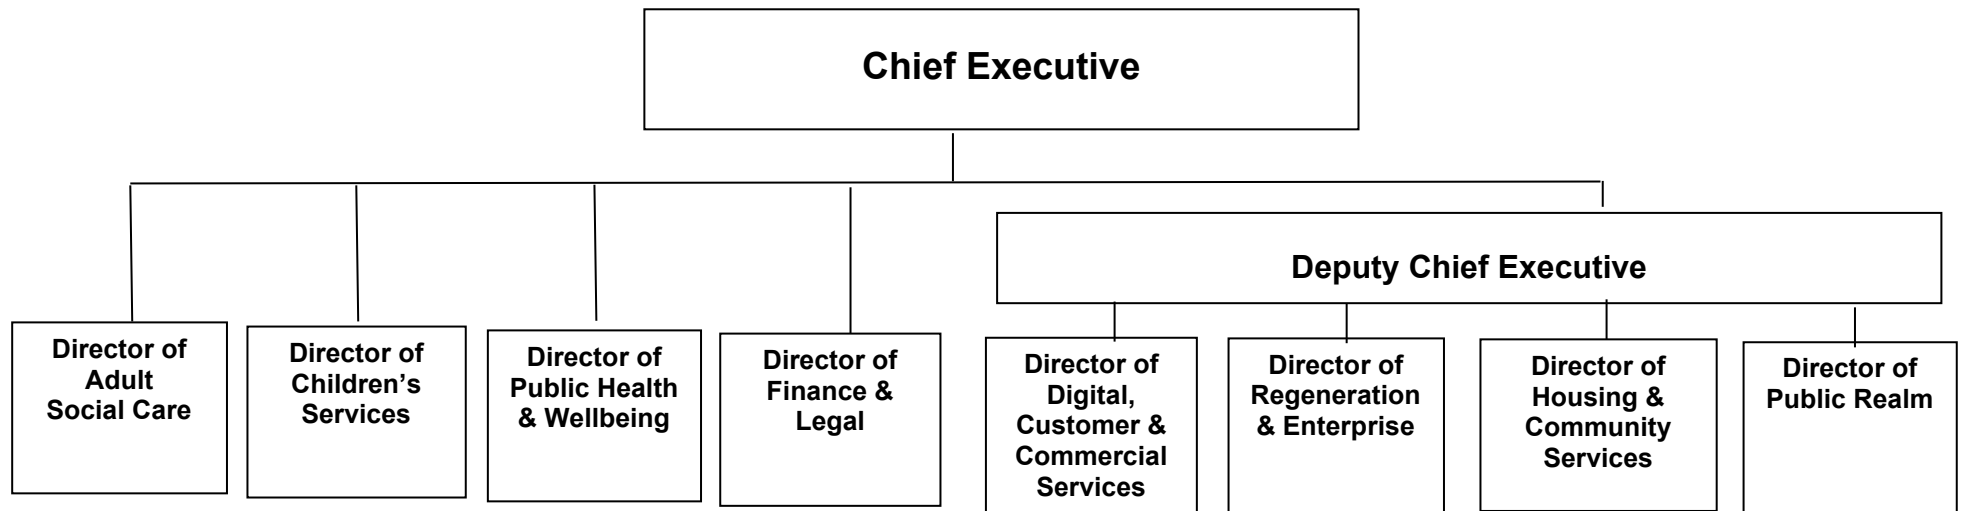 Chief Executive
Deputy Chief Executive
Director of
Adult
Social Care
Director of
Children’s
Services
Director of
Public Health
& Wellbeing
Director of
Finance &
Legal
Director of
Digital,
Customer &
Commercial
Services
Director of
Regeneration
& Enterprise
Director of
Housing &
Community
Services
Director of
Public Realm